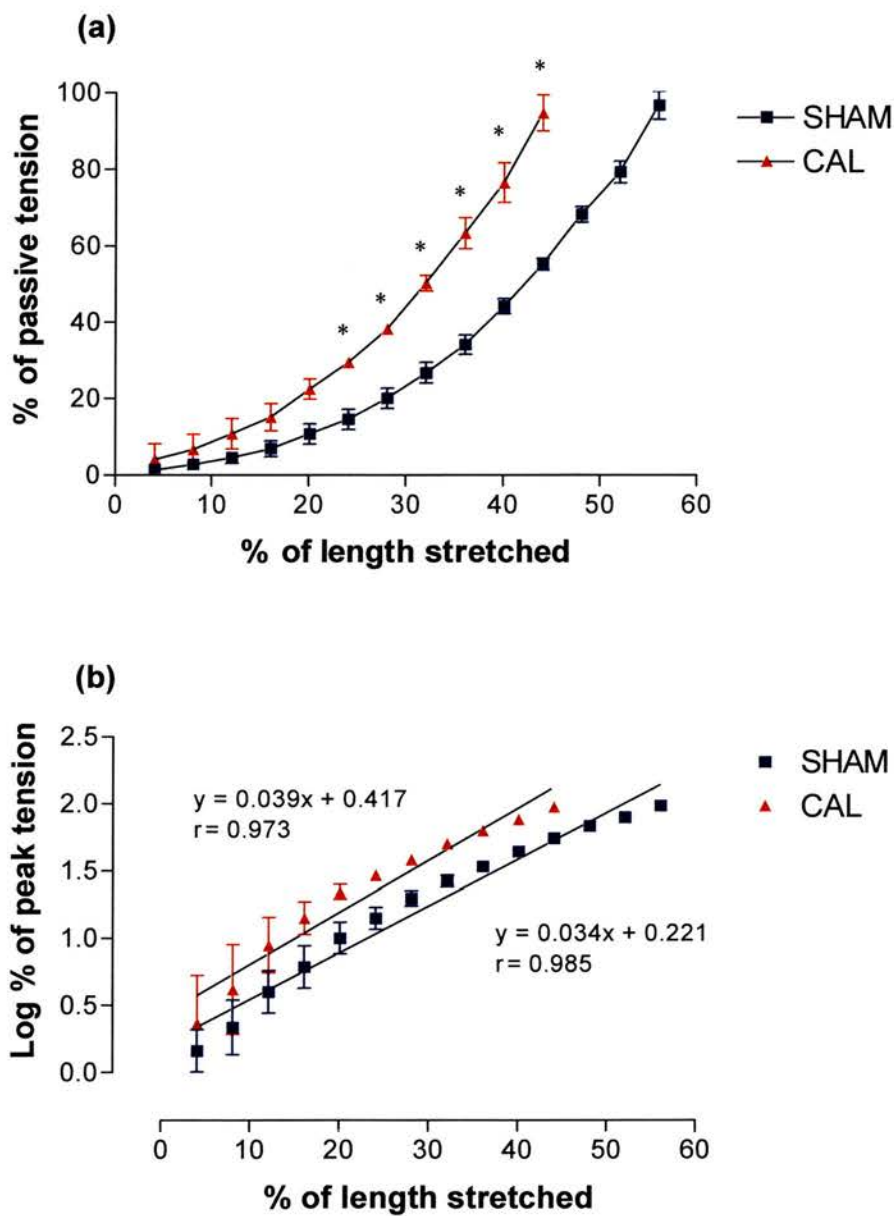 (a)
*
*
*
*
*
*
*
100
80
60
40
20
0
% of passive tension
0 10 20 30 40 50 60
% of length stretched
SHAM
CAL
(b)
2.5
2.0
1.5
1.0
0.5
0.0
Log % of peak tension
y = 0.039x + 0.417
r= 0.973
y = 0.034x + 0.221
r= 0.985
0 10 20 30 40 50 60
% of length stretched
SHAM
CAL